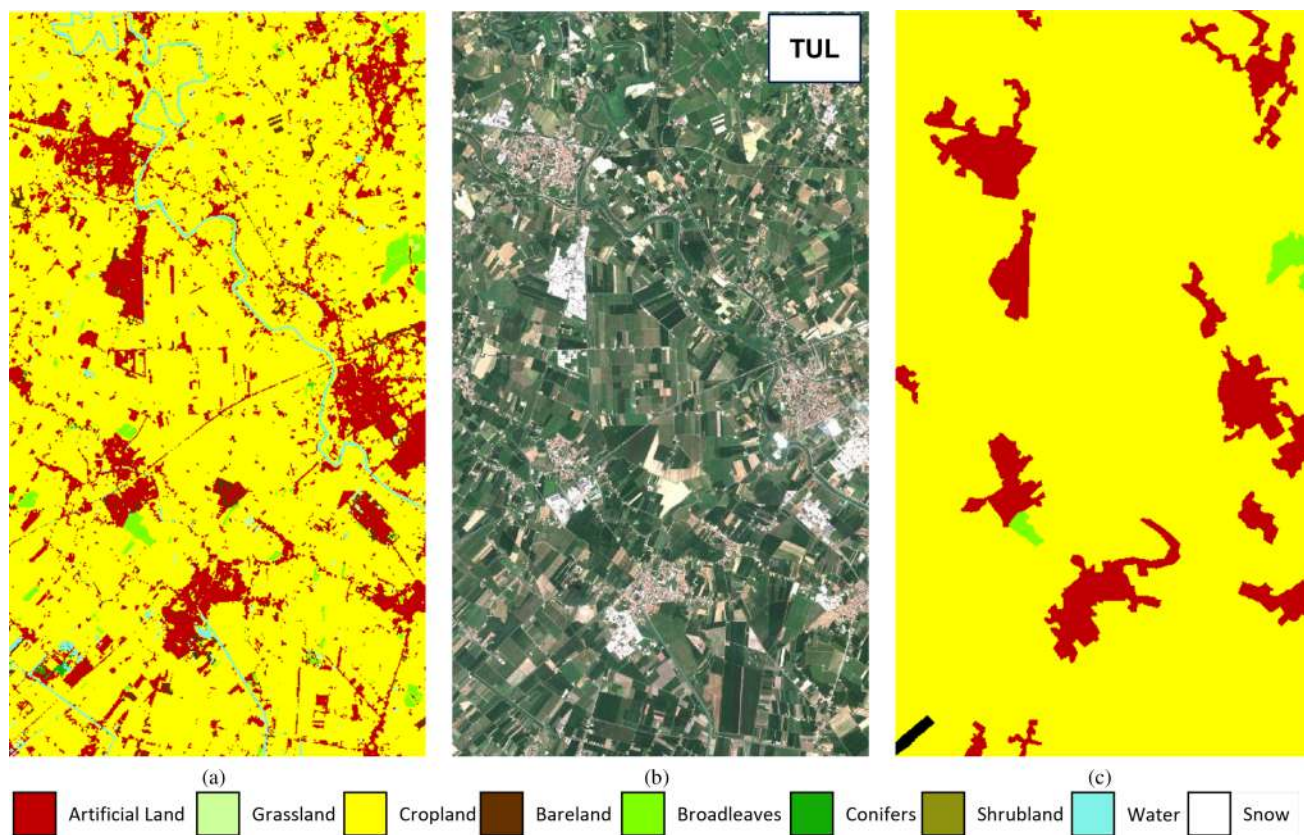 TUL
(a)
(b)
(c)
Artificial Land Grassland Cropland Bareland Broadleaves Conifers Shrubland Water Snow